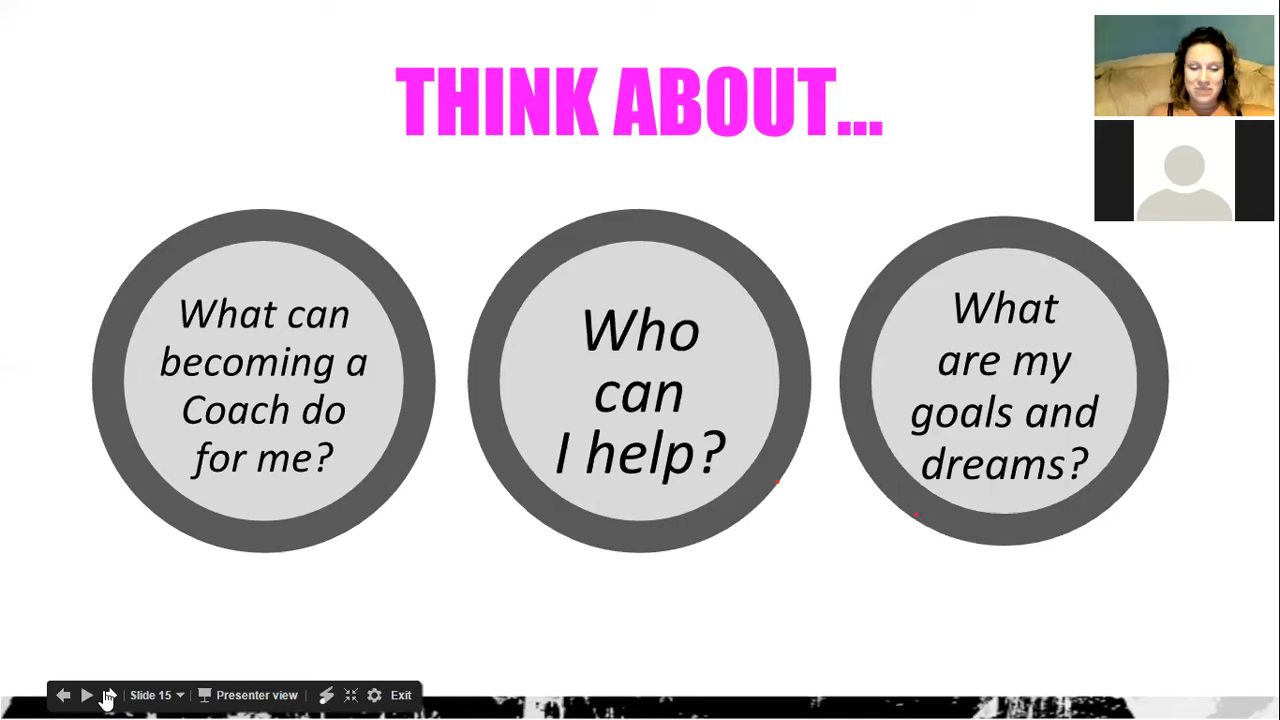 THINK ABOUT...
What can
becoming a
Coach do
for me?
Who
can
I help?
What
are my
goals and
dreams?
Slide 15
Presenter view
Exit